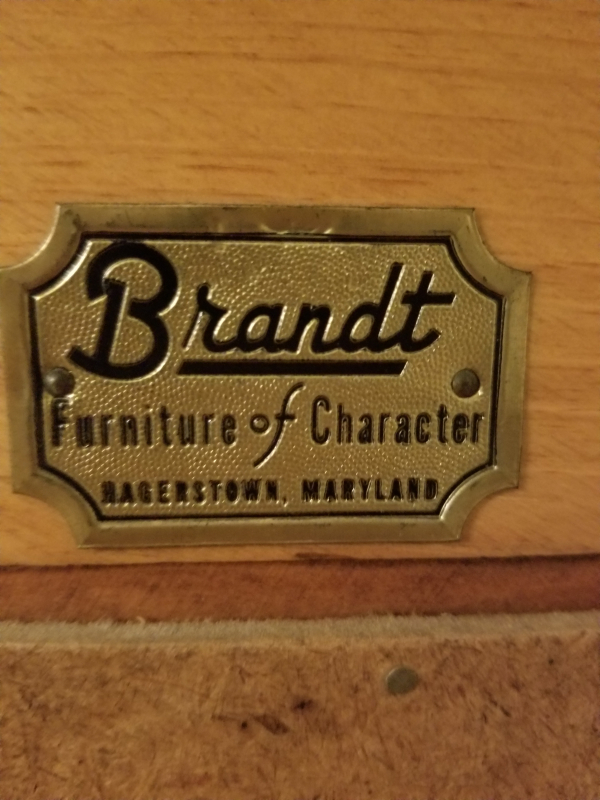 Brandt
Furniture of Character
HAGERSTOWN, MARYLAND